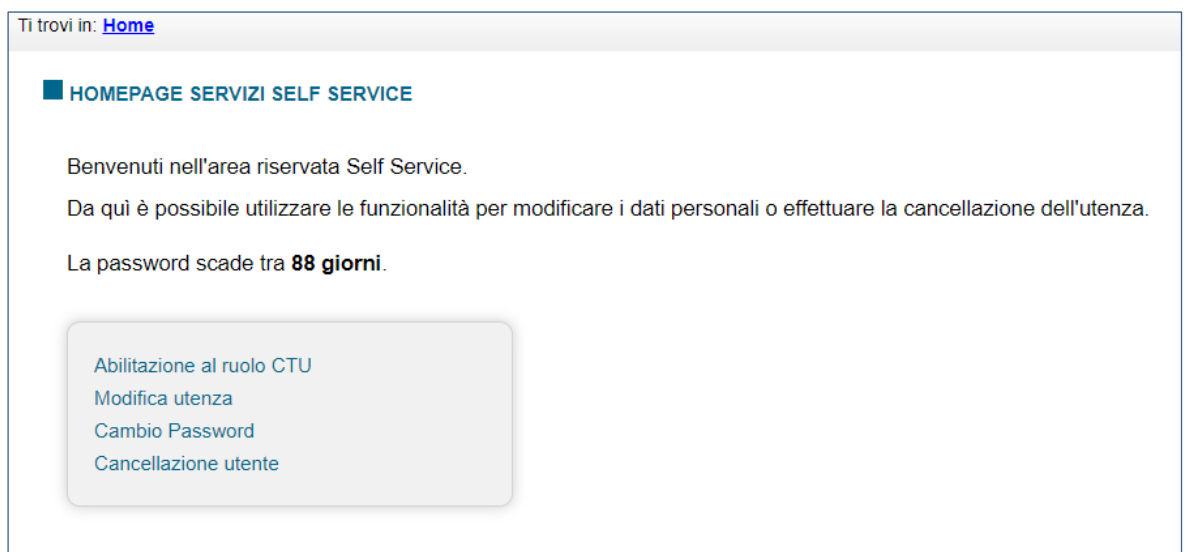 Ti trovi in: Home
HOMEPAGE SERVIZI SELF SERVICE
Benvenuti nell'area riservata Self Service.
Da quì è possibile utilizzare le funzionalità per modificare i dati personali o effettuare la cancellazione dell'utenza.
La password scade tra 88 giorni.
Abilitazione al ruolo CTU
Modifica utenza
Cambio Password
Cancellazione utente